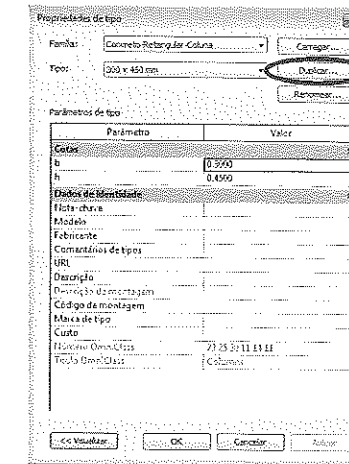 Propriedades de tipo
Família: Concreto-Retangular-Coluna Carregar...
Tipo: 300 x 450 mm Duplicar...
Renomear...
Parâmetros de tipo
Parâmetro Valor
Cotas
b 0.3000
h 0.4500
Dados de identidade
Nota-chave
Modelo
Fabricante
Comentários de tipos
URL
Descrição
Descrição da montagem
Código de montagem
Marca de tipo
Custo
Número OmniClass
Título OmniClass Columns
<< Visualizar OK Cancelar Aplicar